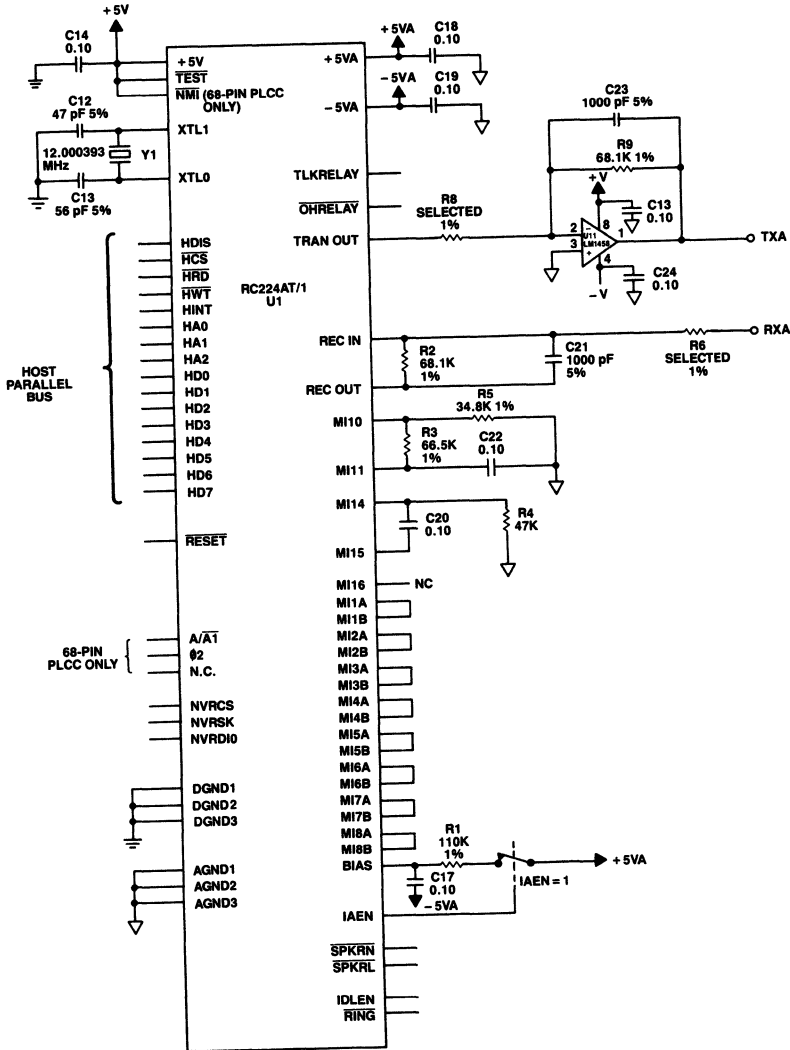 C14
0.10
+5V
+5V
TEST
NMI (68-PIN PLCC
ONLY)
C12
47 pF 5%
XTL1
12.000393
MHz
Y1
XTL0
C13
56 pF 5%
HDIS
HCS
HRD
HWT
HINT
HA0
HA1
HA2
HD0
HD1
HD2
HD3
HD4
HD5
HD6
HD7
HOST
PARALLEL
BUS
RESET
68-PIN
PLCC ONLY
A/A1
ϕ2
N.C.
NVRCS
NVRSK
NVRDI0
DGND1
DGND2
DGND3
AGND1
AGND2
AGND3
RC224AT/1
U1
+5VA
+5VA
C18
0.10
-5VA
-5VA
C19
0.10
TLKRELAY
OHRELAY
TRAN OUT
R8
SELECTED
1%
C23
1000 pF 5%
R9
68.1K 1%
+V
C13
0.10
2
3
8
1
4
-
+
U11
LM1458
-V
C24
0.10
TXA
REC IN
R2
68.1K
1%
C21
1000 pF
5%
R6
SELECTED
1%
RXA
REC OUT
MI10
R5
34.8K 1%
R3
66.5K
1%
C22
0.10
MI11
MI14
C20
0.10
R4
47K
MI15
MI16
NC
MI1A
MI1B
MI2A
MI2B
MI3A
MI3B
MI4A
MI4B
MI5A
MI5B
MI6A
MI6B
MI7A
MI7B
MI8A
MI8B
BIAS
R1
110K
1%
C17
0.10
-5VA
IAEN = 1
+5VA
IAEN
SPKRN
SPKRL
IDLEN
RING